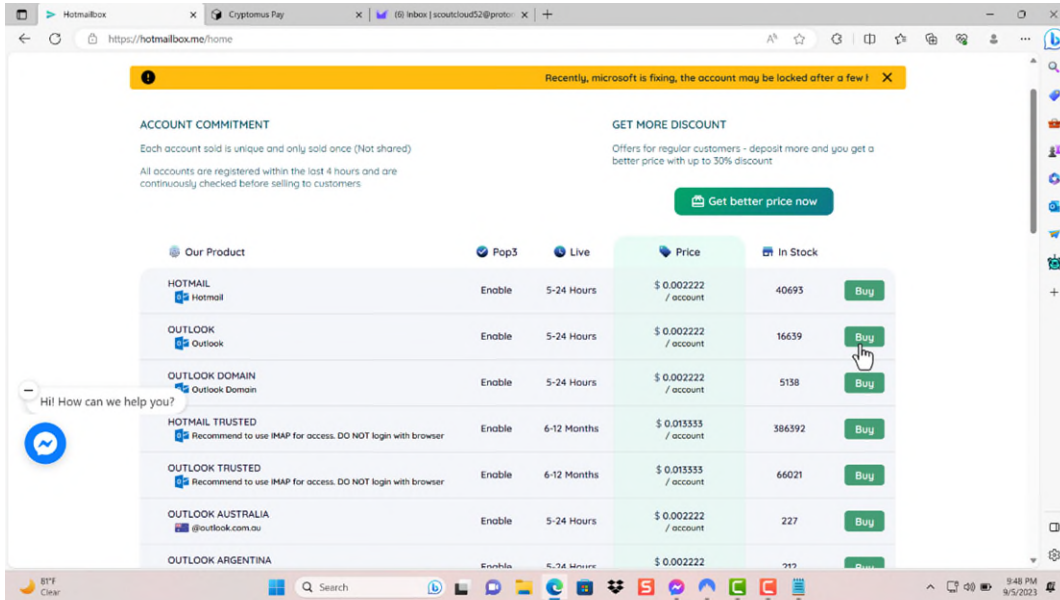 Hotmailbox
Cryptomus Pay
(6) Inbox | scoutcloud52@proton
https://hotmailbox.me/home
Recently, microsoft is fixing, the account may be locked after a few h
ACCOUNT COMMITMENT
Each account sold is unique and only sold once (Not shared)
All accounts are registered within the last 4 hours and are
continuously checked before selling to customers
GET MORE DISCOUNT
Offers for regular customers - deposit more and you get a
better price with up to 30% discount
Get better price now
Our Product Pop3 Live Price In Stock
HOTMAIL
Hotmail
Enable 5-24 Hours $ 0.002222 / account 40693 Buy
OUTLOOK
Outlook
Enable 5-24 Hours $ 0.002222 / account 16639 Buy
OUTLOOK DOMAIN
Outlook Domain
Enable 5-24 Hours $ 0.002222 / account 5138 Buy
Hi! How can we help you?
HOTMAIL TRUSTED
Recommend to use IMAP for access. DO NOT login with browser
Enable 6-12 Months $ 0.013333 / account 386392 Buy
OUTLOOK TRUSTED
Recommend to use IMAP for access. DO NOT login with browser
Enable 6-12 Months $ 0.013333 / account 66021 Buy
OUTLOOK AUSTRALIA
@outlook.com.au
Enable 5-24 Hours $ 0.002222 / account 227 Buy
OUTLOOK ARGENTINA
Enable 5-24 Hours $ 0.002222 212 Buy
81°F
Clear
Search
9:48 PM
9/5/2023